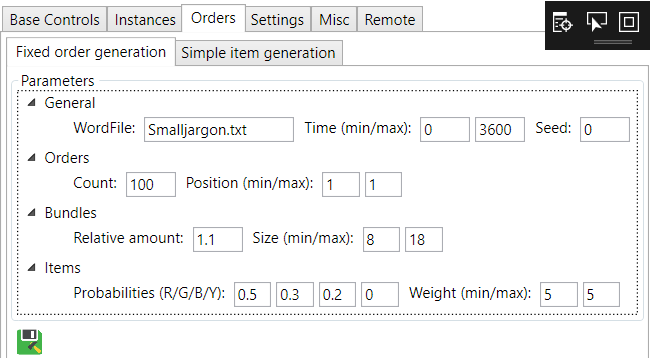 Base Controls Instances Orders Settings Misc Remote
Fixed order generation Simple item generation
Parameters
General
WordFile: Smalljargon.txt Time (min/max): 0 3600 Seed: 0
Orders
Count: 100 Position (min/max): 1 1
Bundles
Relative amount: 1.1 Size (min/max): 8 18
Items
Probabilities (R/G/B/Y): 0.5 0.3 0.2 0 Weight (min/max): 5 5